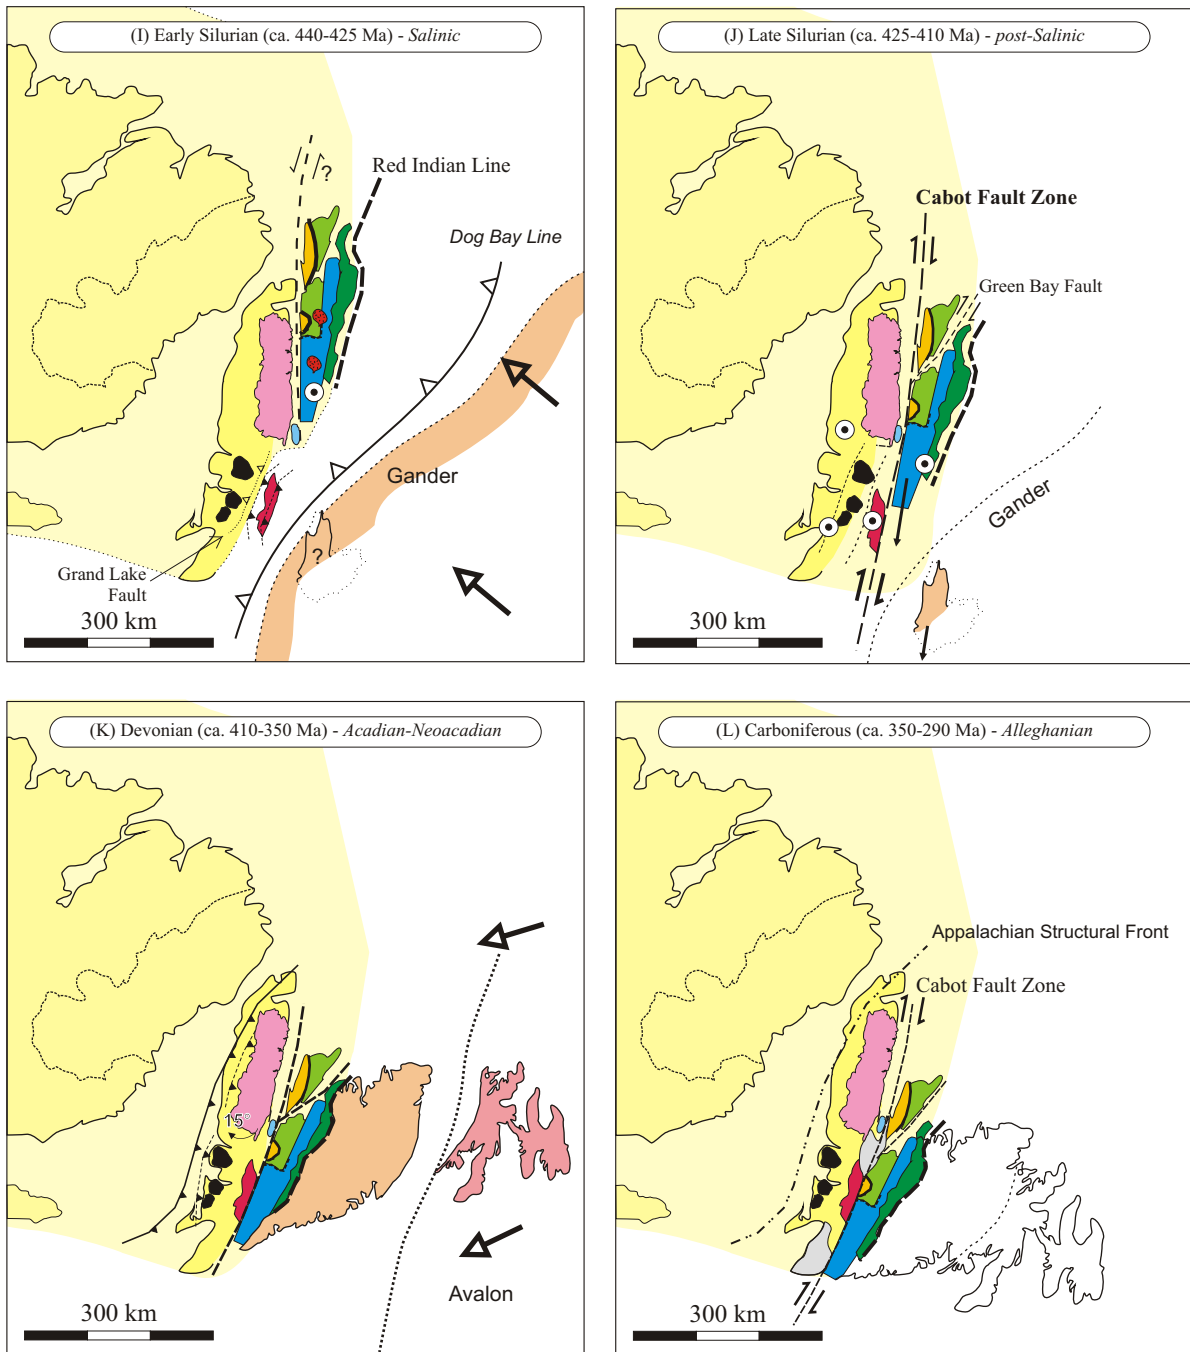 (I) Early Silurian (ca. 440-425 Ma) - Salinic
?
Red Indian Line
Dog Bay Line
Gander
?
Grand Lake
Fault
300 km
(J) Late Silurian (ca. 425-410 Ma) - post-Salinic
Cabot Fault Zone
Green Bay Fault
Gander
300 km
(K) Devonian (ca. 410-350 Ma) - Acadian-Neoacadian
15°
Avalon
300 km
(L) Carboniferous (ca. 350-290 Ma) - Alleghanian
Appalachian Structural Front
Cabot Fault Zone
300 km